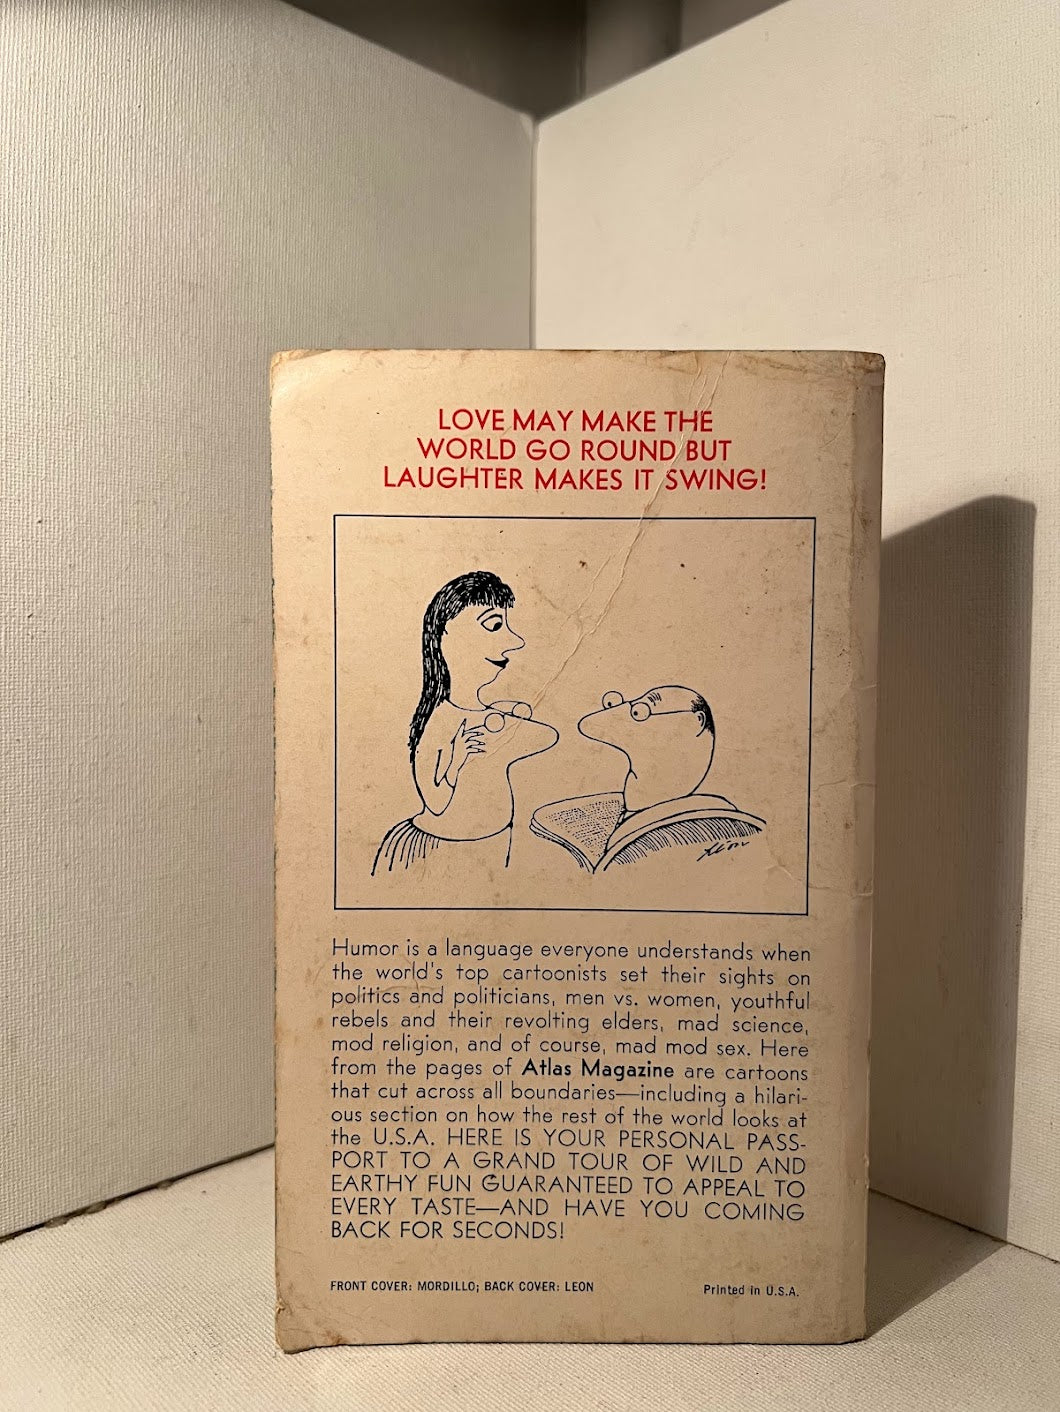 LOVE MAY MAKE THE
WORLD GO ROUND BUT
LAUGHTER MAKES IT SWING!
Leon
Humor is a language everyone understands when
the world's top cartoonists set their sights on
politics and politicians, men vs. women, youthful
rebels and their revolting elders, mad science,
mod religion, and of course, mad mod sex. Here
from the pages of Atlas Magazine are cartoons
that cut across all boundaries—including a hilari-
ous section on how the rest of the world looks at
the U.S.A. HERE IS YOUR PERSONAL PASS-
PORT TO A GRAND TOUR OF WILD AND
EARTHY FUN GUARANTEED TO APPEAL TO
EVERY TASTE—AND HAVE YOU COMING
BACK FOR SECONDS!
FRONT COVER: MORDILLO; BACK COVER: LEON
Printed in U.S.A.